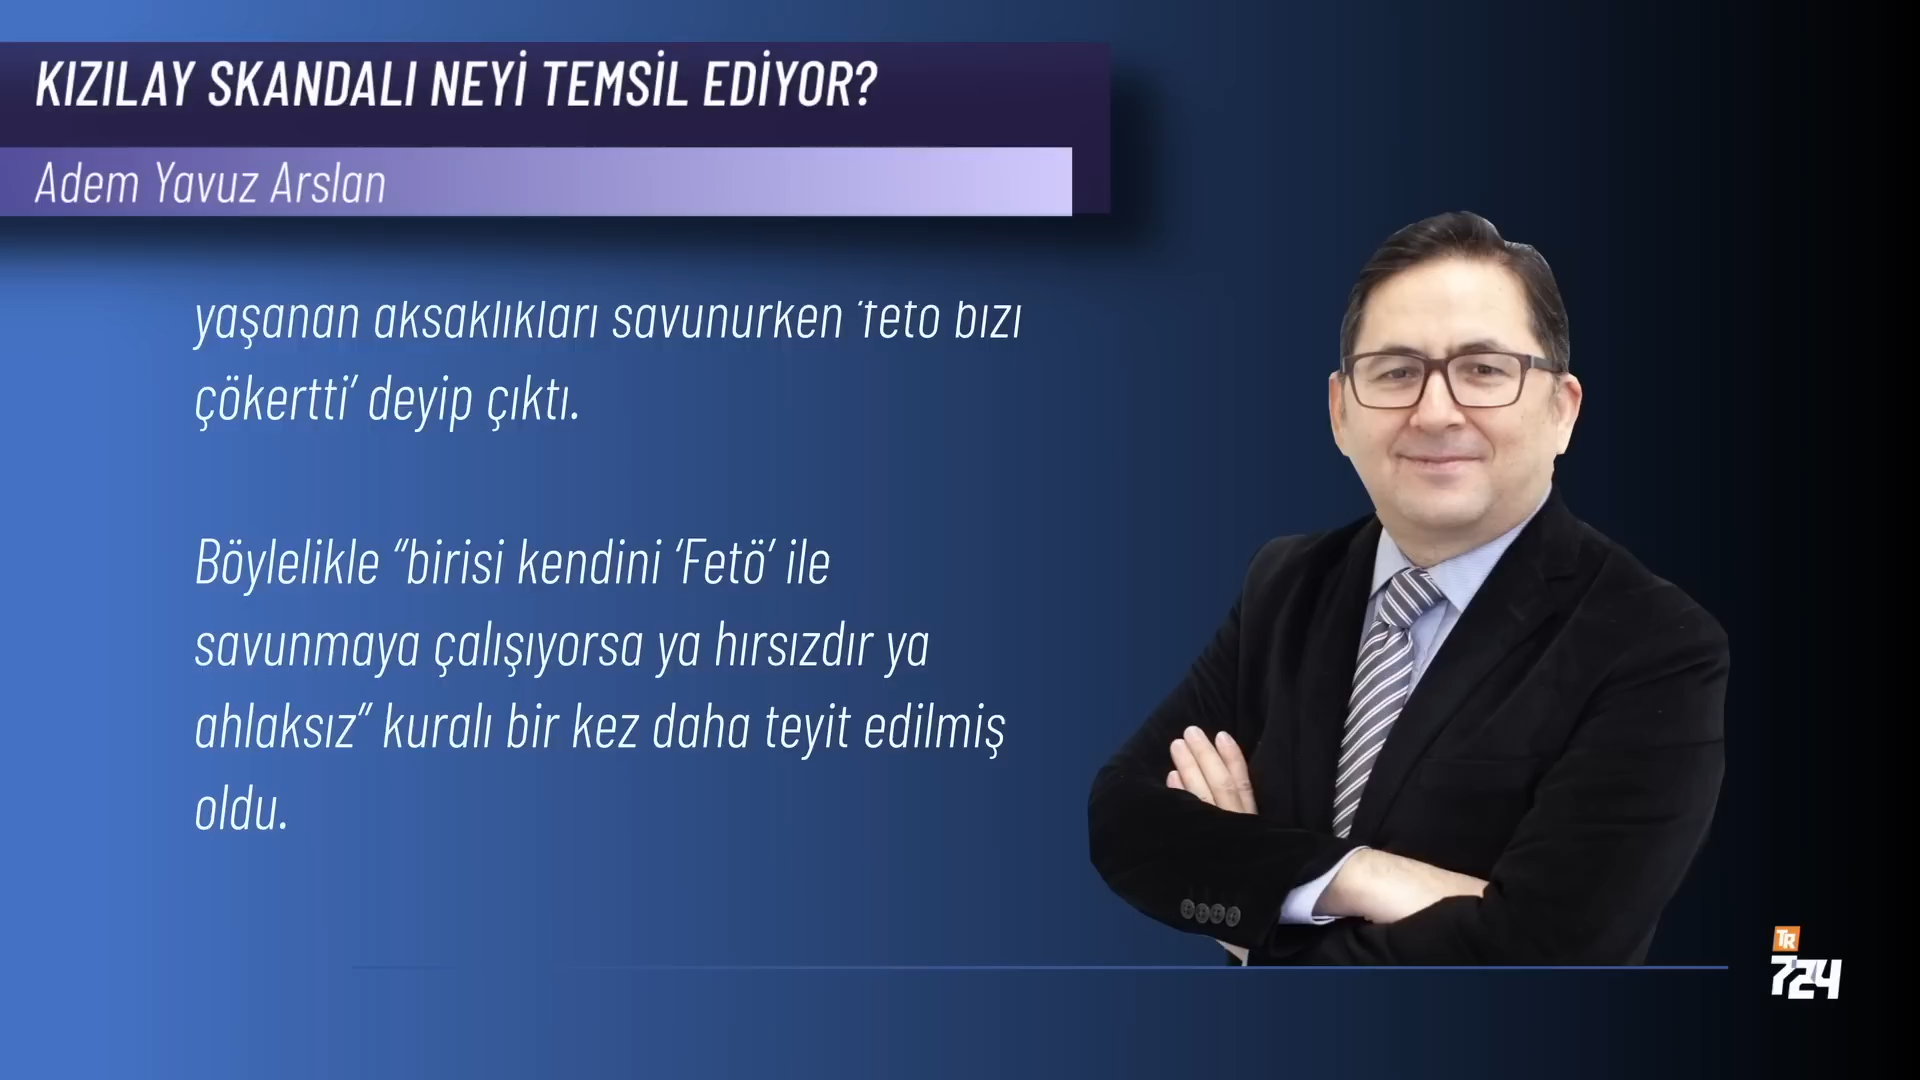 KIZILAY SKANDALI NEYİ TEMSİL EDİYOR?
Adem Yavuz Arslan
yaşanan aksaklıkları savunurken ‘fetö bizi
çökertti’ deyip çıktı.
Böylelikle “birisi kendini ‘Fetö’ ile
savunmaya çalışıyorsa ya hırsızdır ya
ahlaksız” kuralı bir kez daha teyit edilmiş
oldu.
TR
724